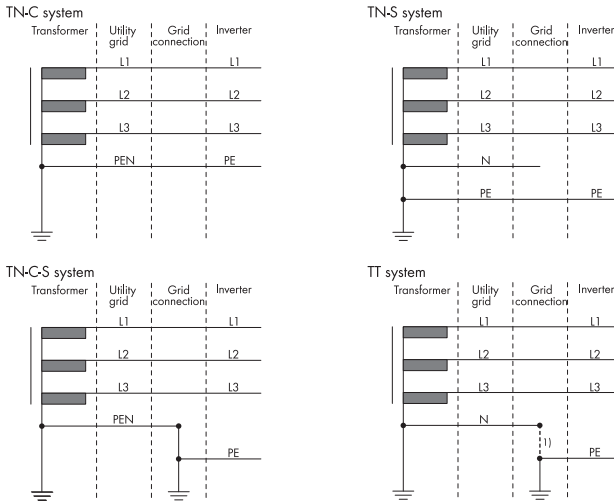 TN-C system
Transformer Utility grid Grid connection Inverter
L1 L1
L2 L2
L3 L3
PEN PE
TN-S system
Transformer Utility grid Grid connection Inverter
L1 L1
L2 L2
L3 L3
N
PE PE
TN-C-S system
Transformer Utility grid Grid connection Inverter
L1 L1
L2 L2
L3 L3
PEN
PE
TT system
Transformer Utility grid Grid connection Inverter
L1 L1
L2 L2
L3 L3
N
1)
PE